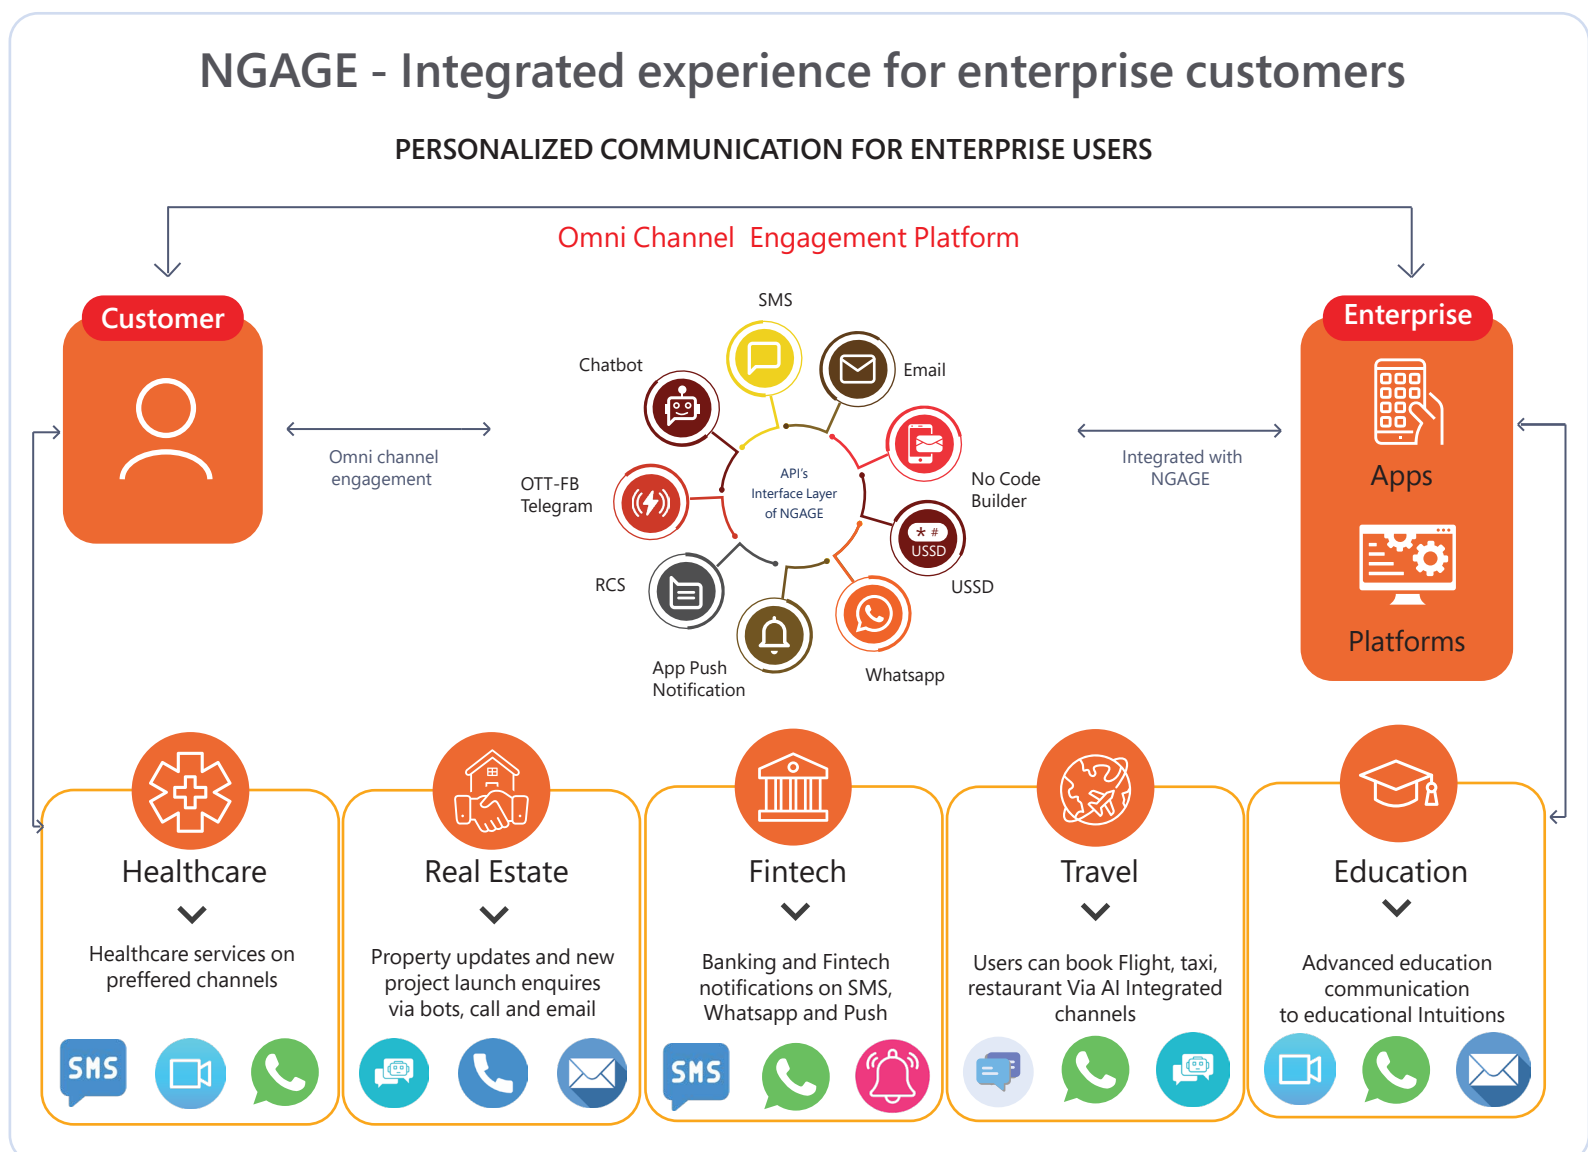 NGAGE - Integrated experience for enterprise customers
PERSONALIZED COMMUNICATION FOR ENTERPRISE USERS
Omni Channel Engagement Platform
Customer
Omni channel
engagement
SMS
Chatbot
Email
OTT-FB
Telegram
API's
Interface Layer
of NGAGE
No Code
Builder
* #
USSD
USSD
RCS
App Push
Notification
Whatsapp
Integrated with
NGAGE
Enterprise
Apps
Platforms
Healthcare
Healthcare services on
preffered channels
SMS
Real Estate
Property updates and new
project launch enquires
via bots, call and email
Fintech
Banking and Fintech
notifications on SMS,
Whatsapp and Push
SMS
Travel
Users can book Flight, taxi,
restaurant Via AI Integrated
channels
Education
Advanced education
communication
to educational Intuitions